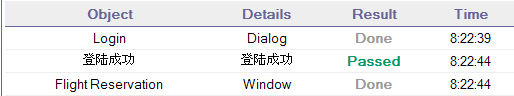 Object Details Result Time
Login Dialog Done 8:22:39
登陆成功 登陆成功 Passed 8:22:44
Flight Reservation Window Done 8:22:44